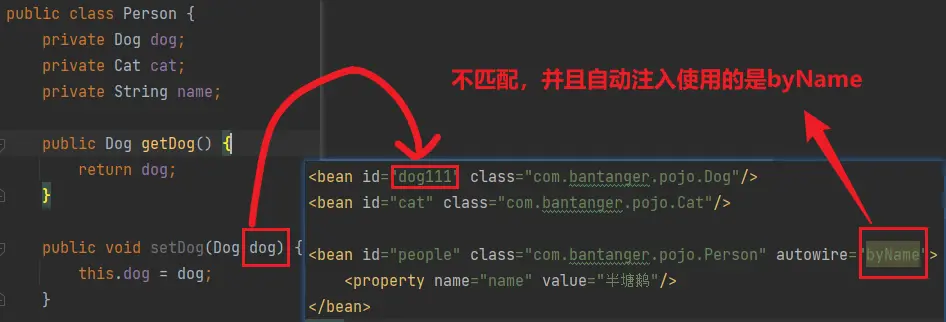 public class Person {
private Dog dog;
private Cat cat;
private String name;
public Dog getDog() {
return dog;
}
public void setDog(Dog dog) {
this.dog = dog;
}
不匹配，并且自动注入使用的是byName
<bean id="dog111" class="com.bantanger.pojo.Dog"/>
<bean id="cat" class="com.bantanger.pojo.Cat"/>
<bean id="people" class="com.bantanger.pojo.Person" autowire="byName">
<property name="name" value="半塘鹅"/>
</bean>